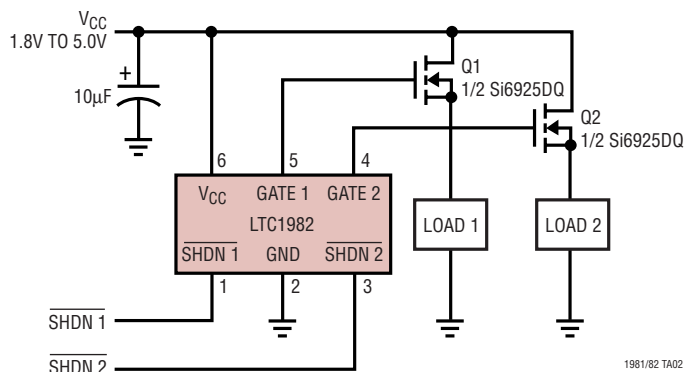 VCC
1.8V TO 5.0V
+
10µF
Q1
1/2 Si6925DQ
Q2
1/2 Si6925DQ
6
5
4
VCC
GATE 1
GATE 2
LTC1982
SHDN 1
GND
SHDN 2
1
2
3
LOAD 1
LOAD 2
SHDN 1
SHDN 2
1981/82 TA02